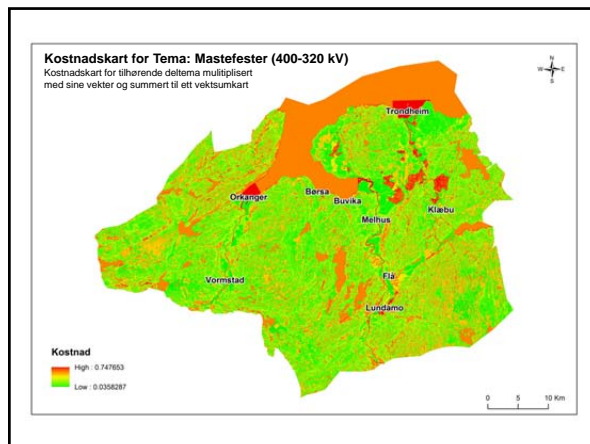 Kostnadskart for Tema: Mastefester (400-320 kV)
Kostnadskart for tilhørende deltema mulitiplisert
med sine vekter og summert til ett vektsumkart
N
W E
S
Trondheim
Orkanger
Børsa
Buvika
Klæbu
Melhus
Vormstad
Flå
Lundamo
Kostnad
High : 0.747653
Low : 0.0358287
0 5 10 Km